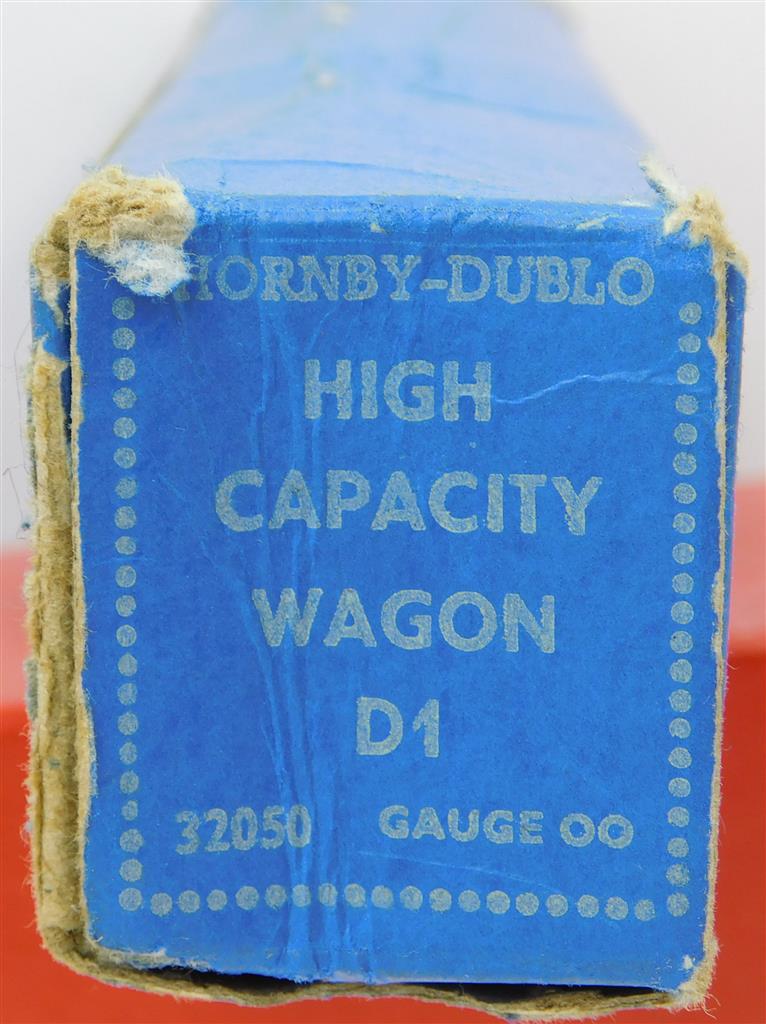 HORNBY-DUBLO
HIGH
CAPACITY
WAGON
D1
32050 GAUGE OO